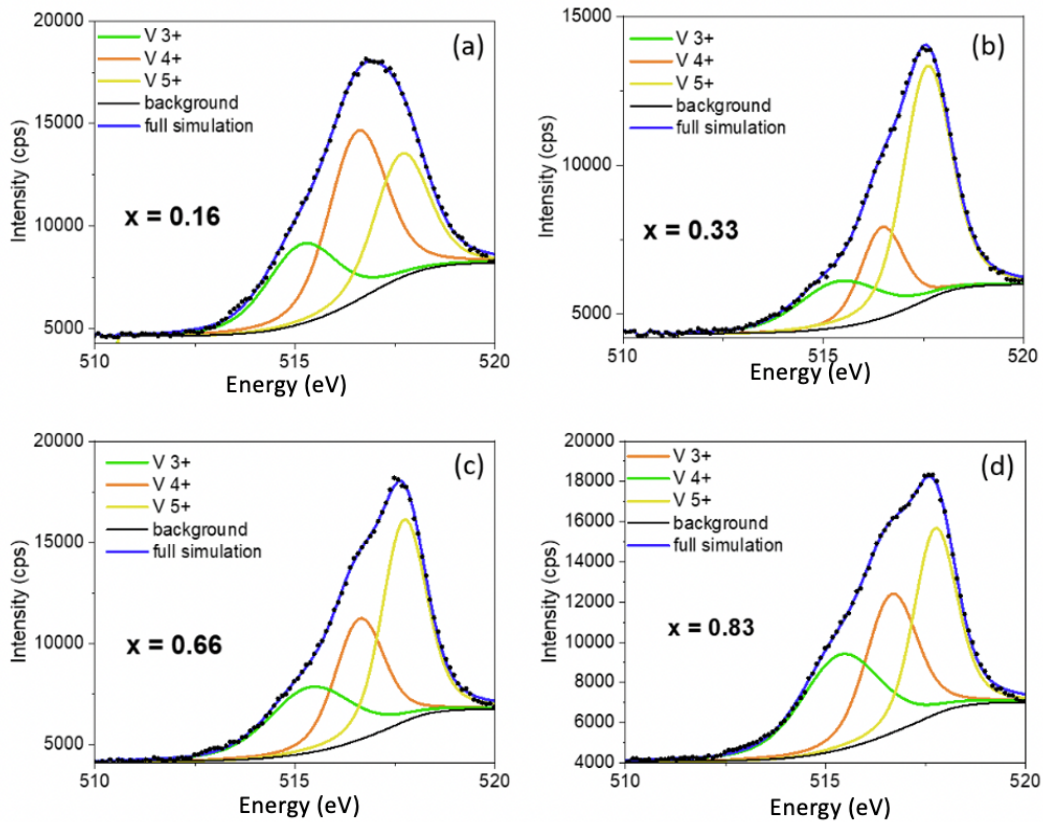 (a)
20000
15000
10000
5000
Intensity (cps)
V 3+
V 4+
V 5+
background
full simulation
x = 0.16
510
515
520
Energy (eV)
(b)
15000
10000
5000
Intensity (cps)
V 3+
V 4+
V 5+
background
full simulation
x = 0.33
510
515
520
Energy (eV)
(c)
20000
15000
10000
5000
Intensity (cps)
V 3+
V 4+
V 5+
background
full simulation
x = 0.66
510
515
520
Energy (eV)
(d)
20000
18000
16000
14000
12000
10000
8000
6000
4000
Intensity (cps)
V 3+
V 4+
V 5+
background
full simulation
x = 0.83
510
515
520
Energy (eV)